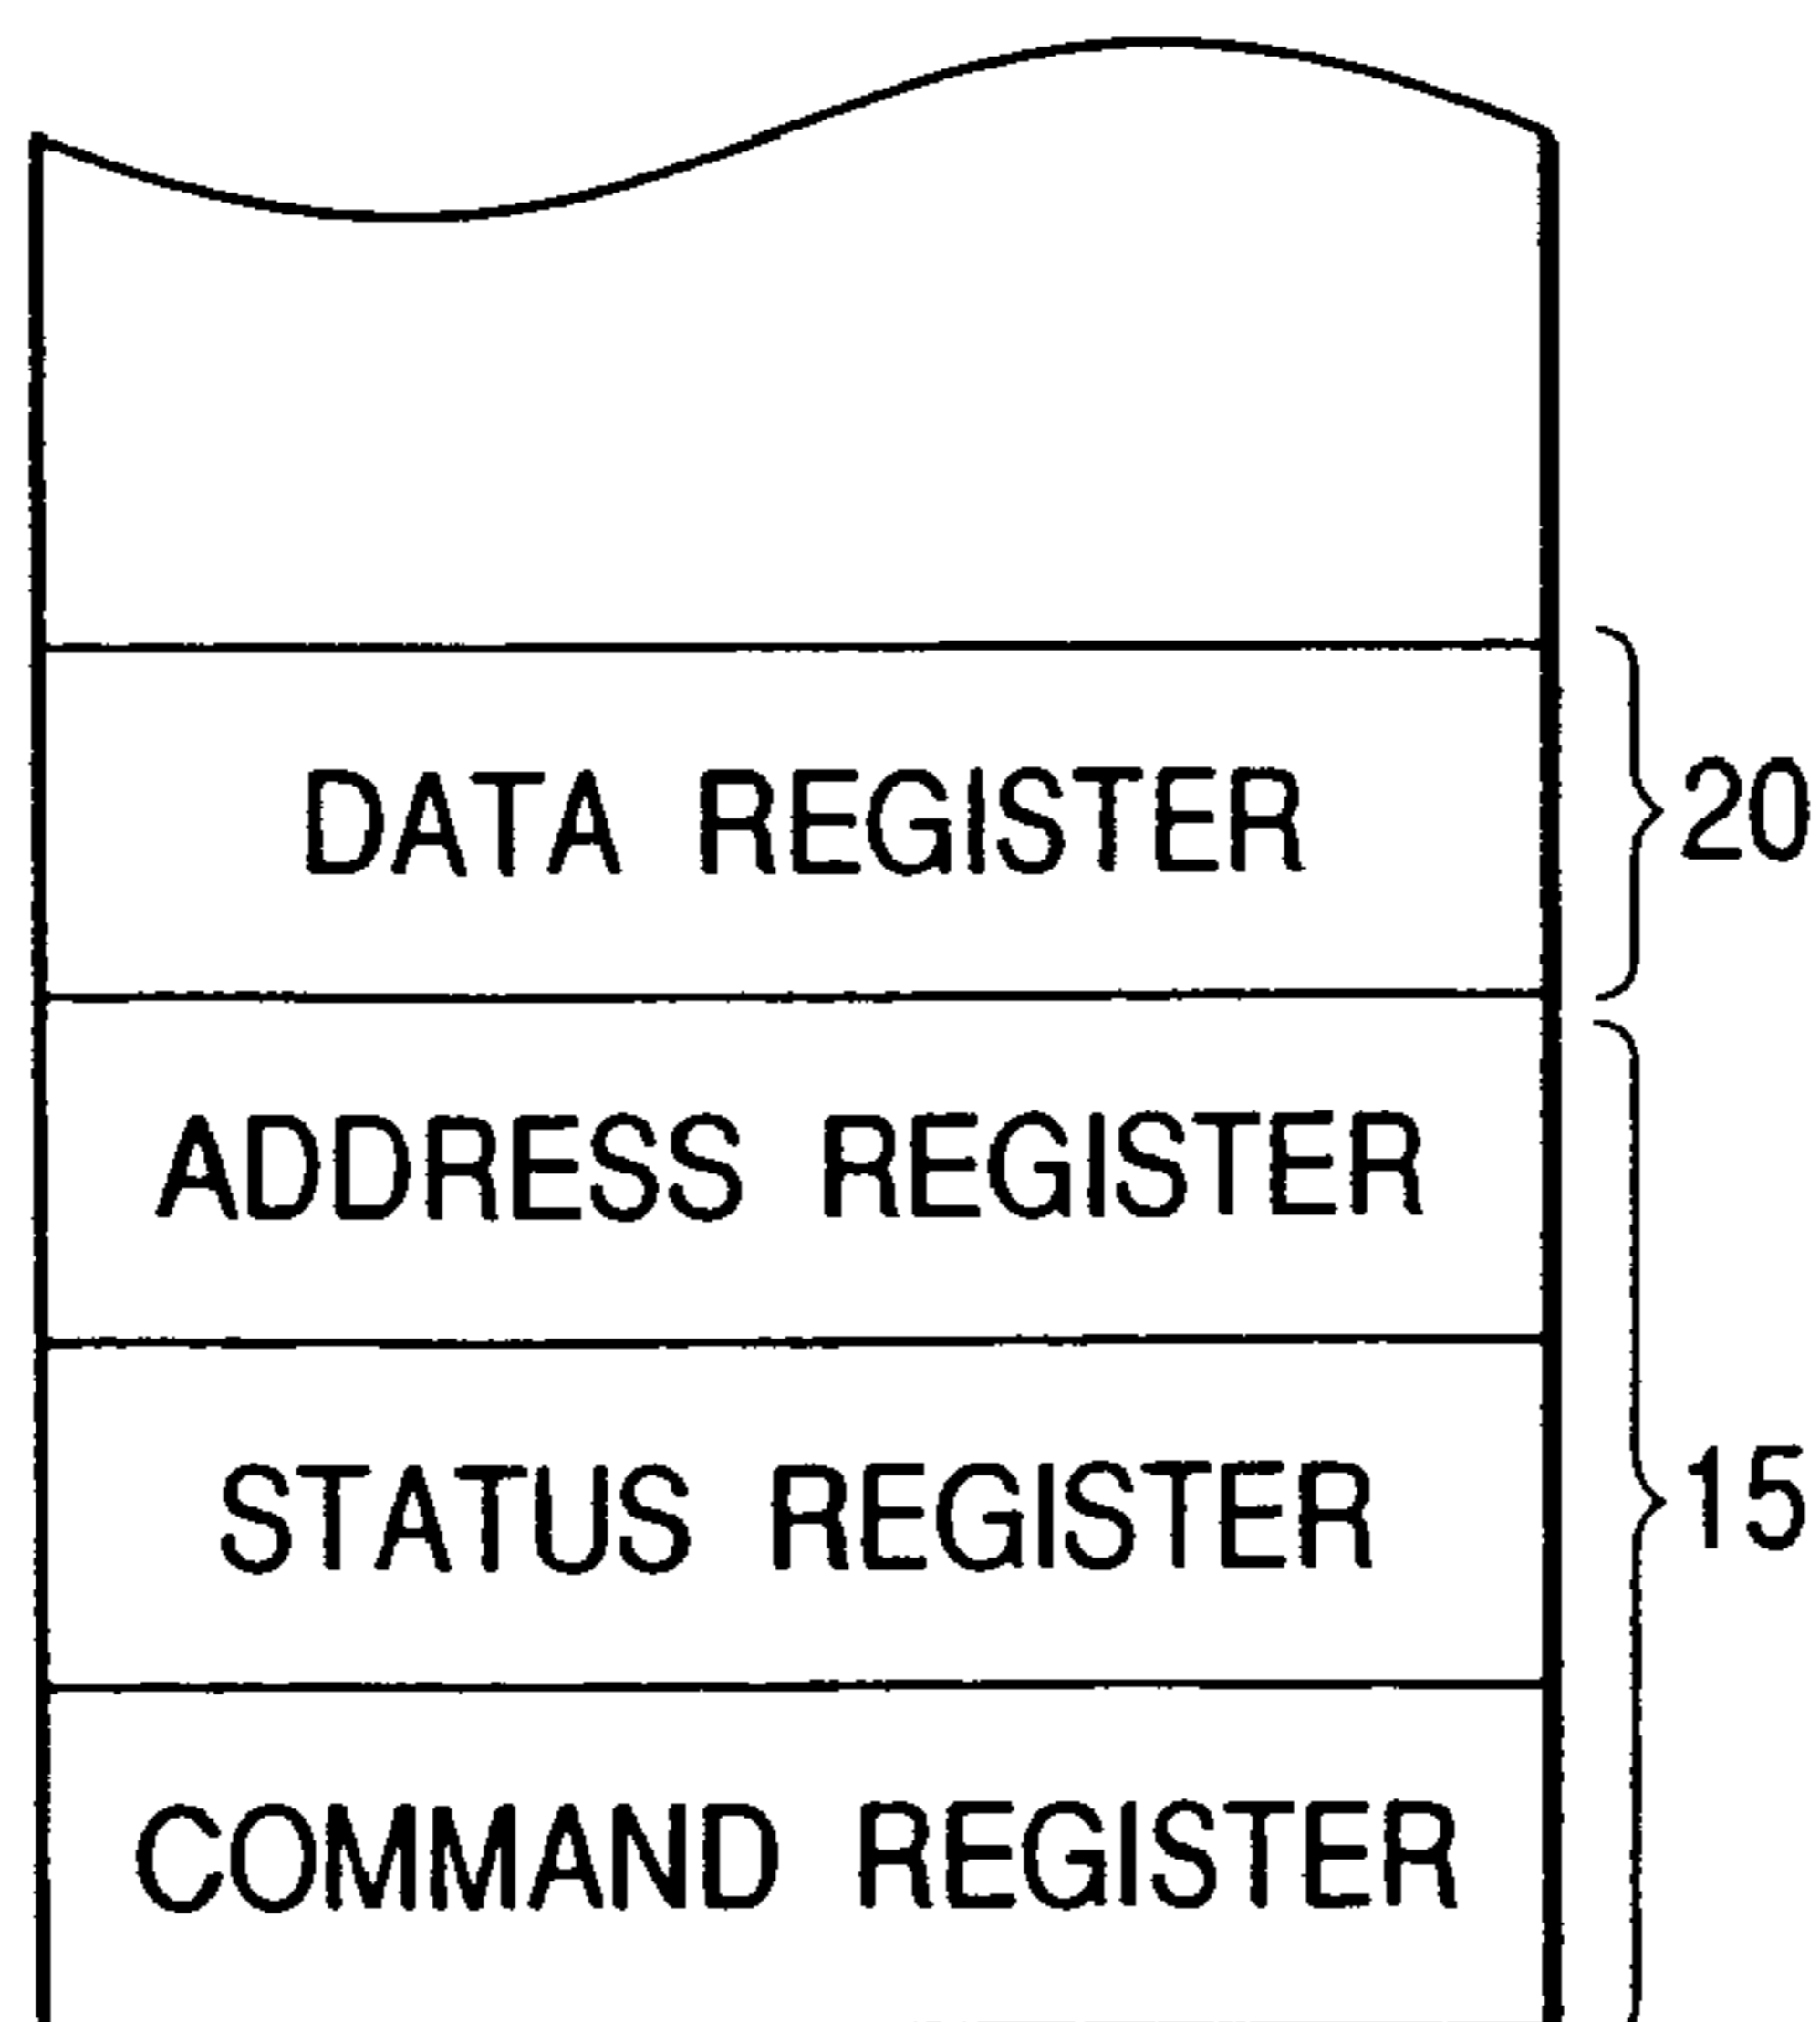 DATA REGISTER
20
ADDRESS REGISTER
STATUS REGISTER
15
COMMAND REGISTER